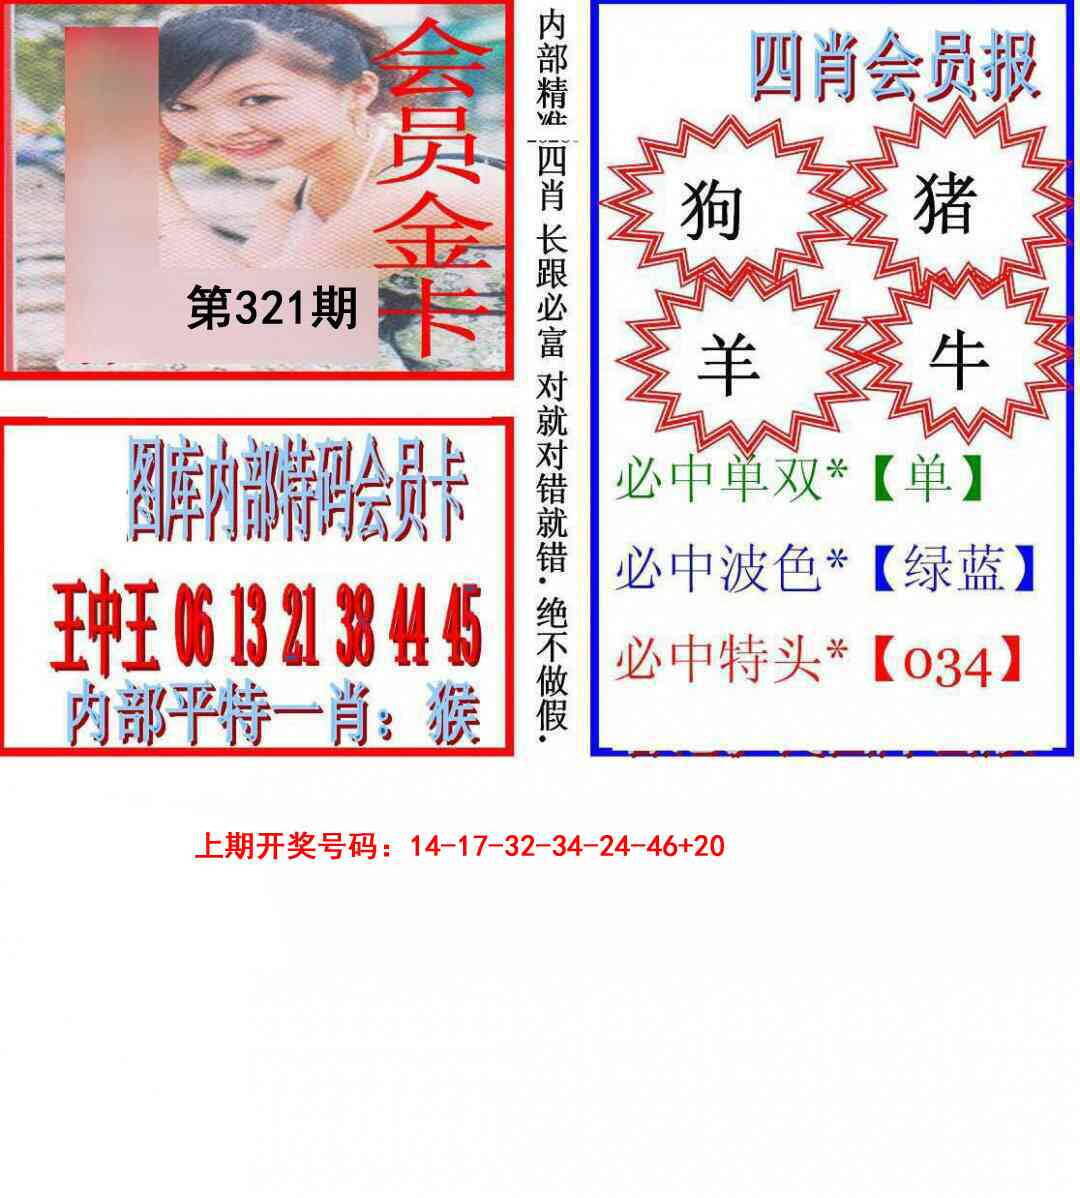 会员金卡
第321期
图库内部特码会员卡
王中王 06 13 21 38 44 45
内部平特一肖：猴
内部精准
四肖 长跟必富 对就对错就错. 绝不做假.
四肖会员报
狗
猪
羊
牛
必中单双*【单】
必中波色*【绿蓝】
必中特头*【034】
上期开奖号码：14-17-32-34-24-46+20